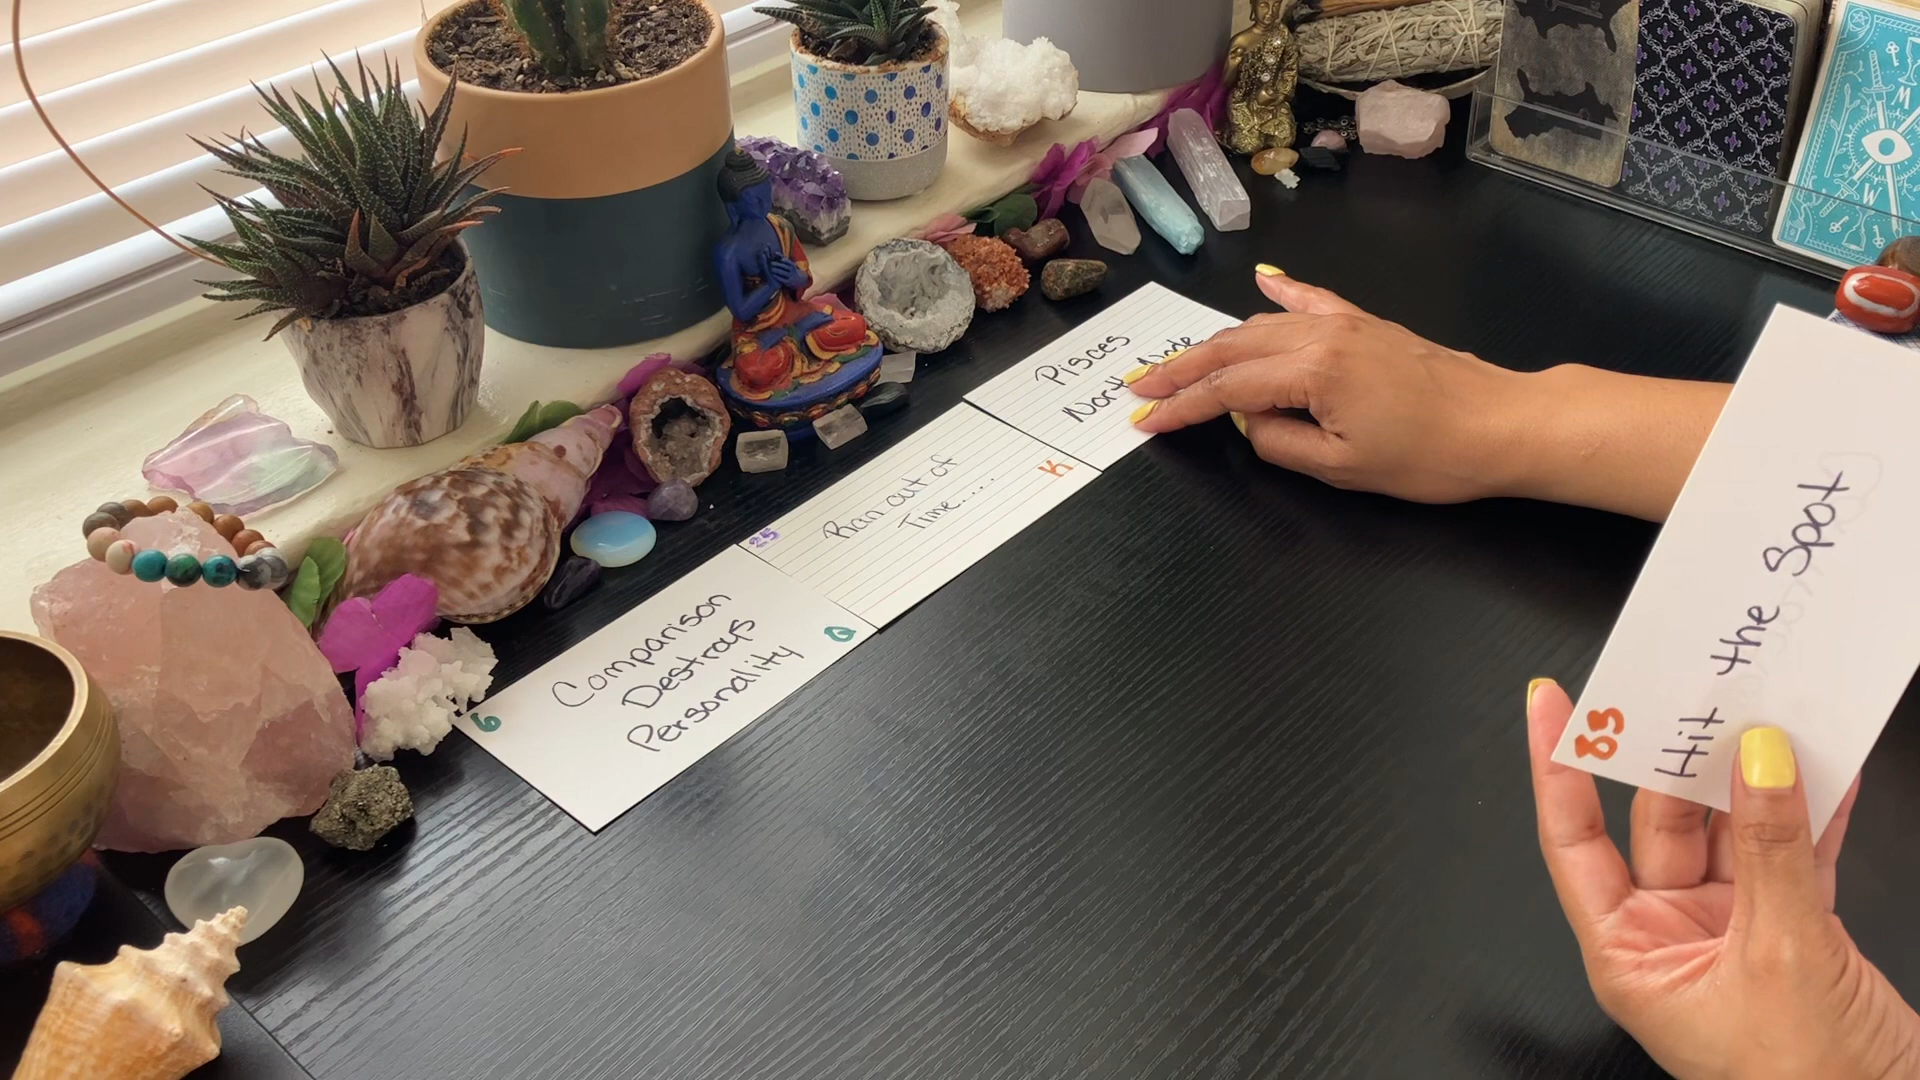 Pisces
North Node
Ran out of
Time.....
25
K
Comparison
Destroys
Personality
6
Q
Hit the Spot
83
M
W